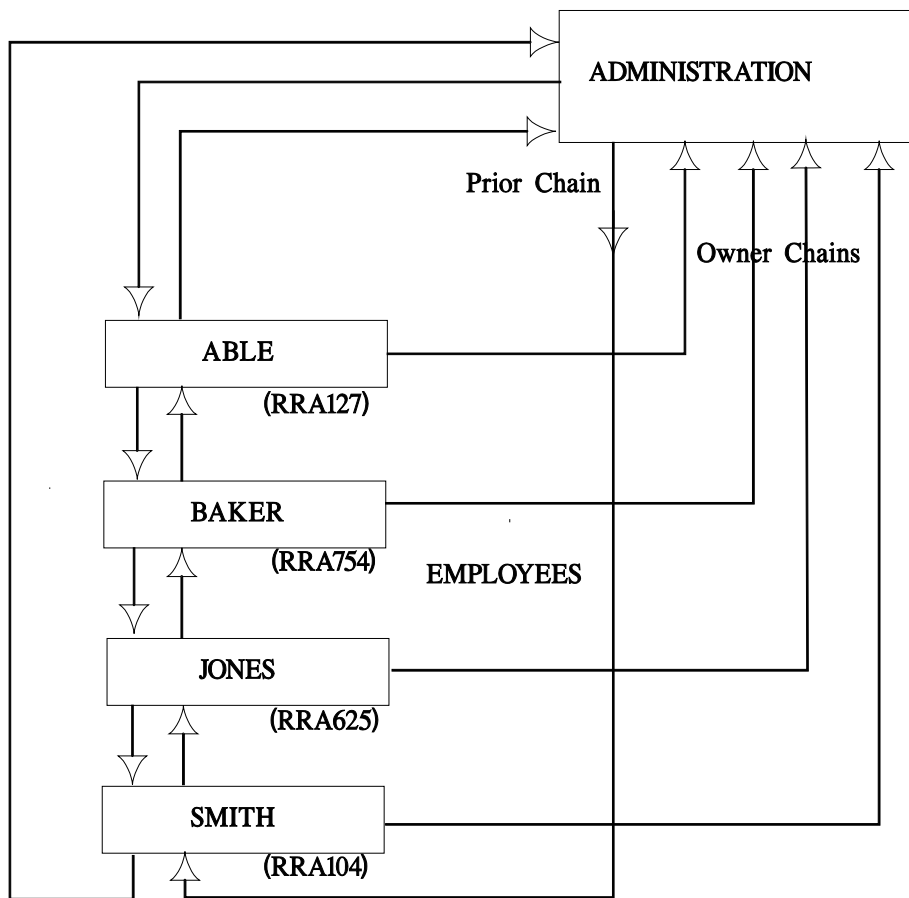 ADMINISTRATION
Prior Chain
Owner Chains
ABLE
(RRA127)
BAKER
(RRA754)
EMPLOYEES
JONES
(RRA625)
SMITH
(RRA104)